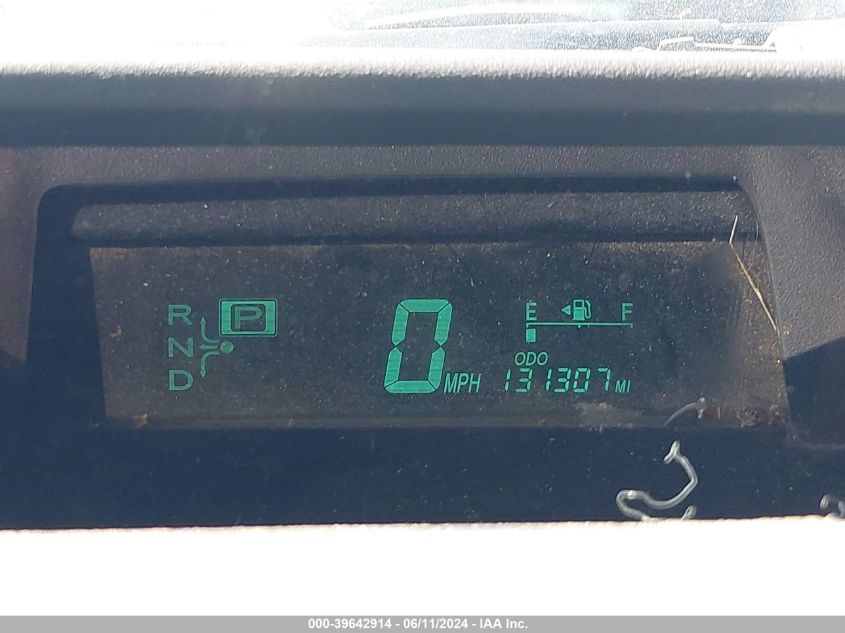 R P
N
D
0 MPH
E F
ODO
131307 MI
000-39642914 - 06/11/2024 - IAA Inc.